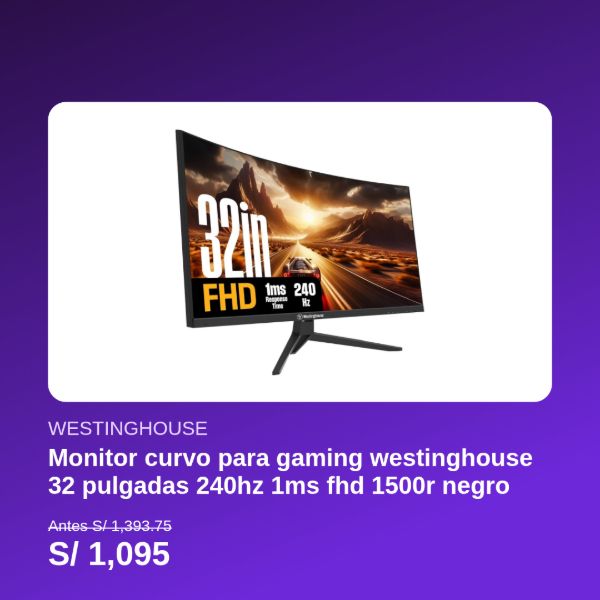 32in
FHD
1ms
Response
Time
240
Hz
Westinghouse
WESTINGHOUSE
Monitor curvo para gaming westinghouse
32 pulgadas 240hz 1ms fhd 1500r negro
Antes S/ 1,393.75
S/ 1,095